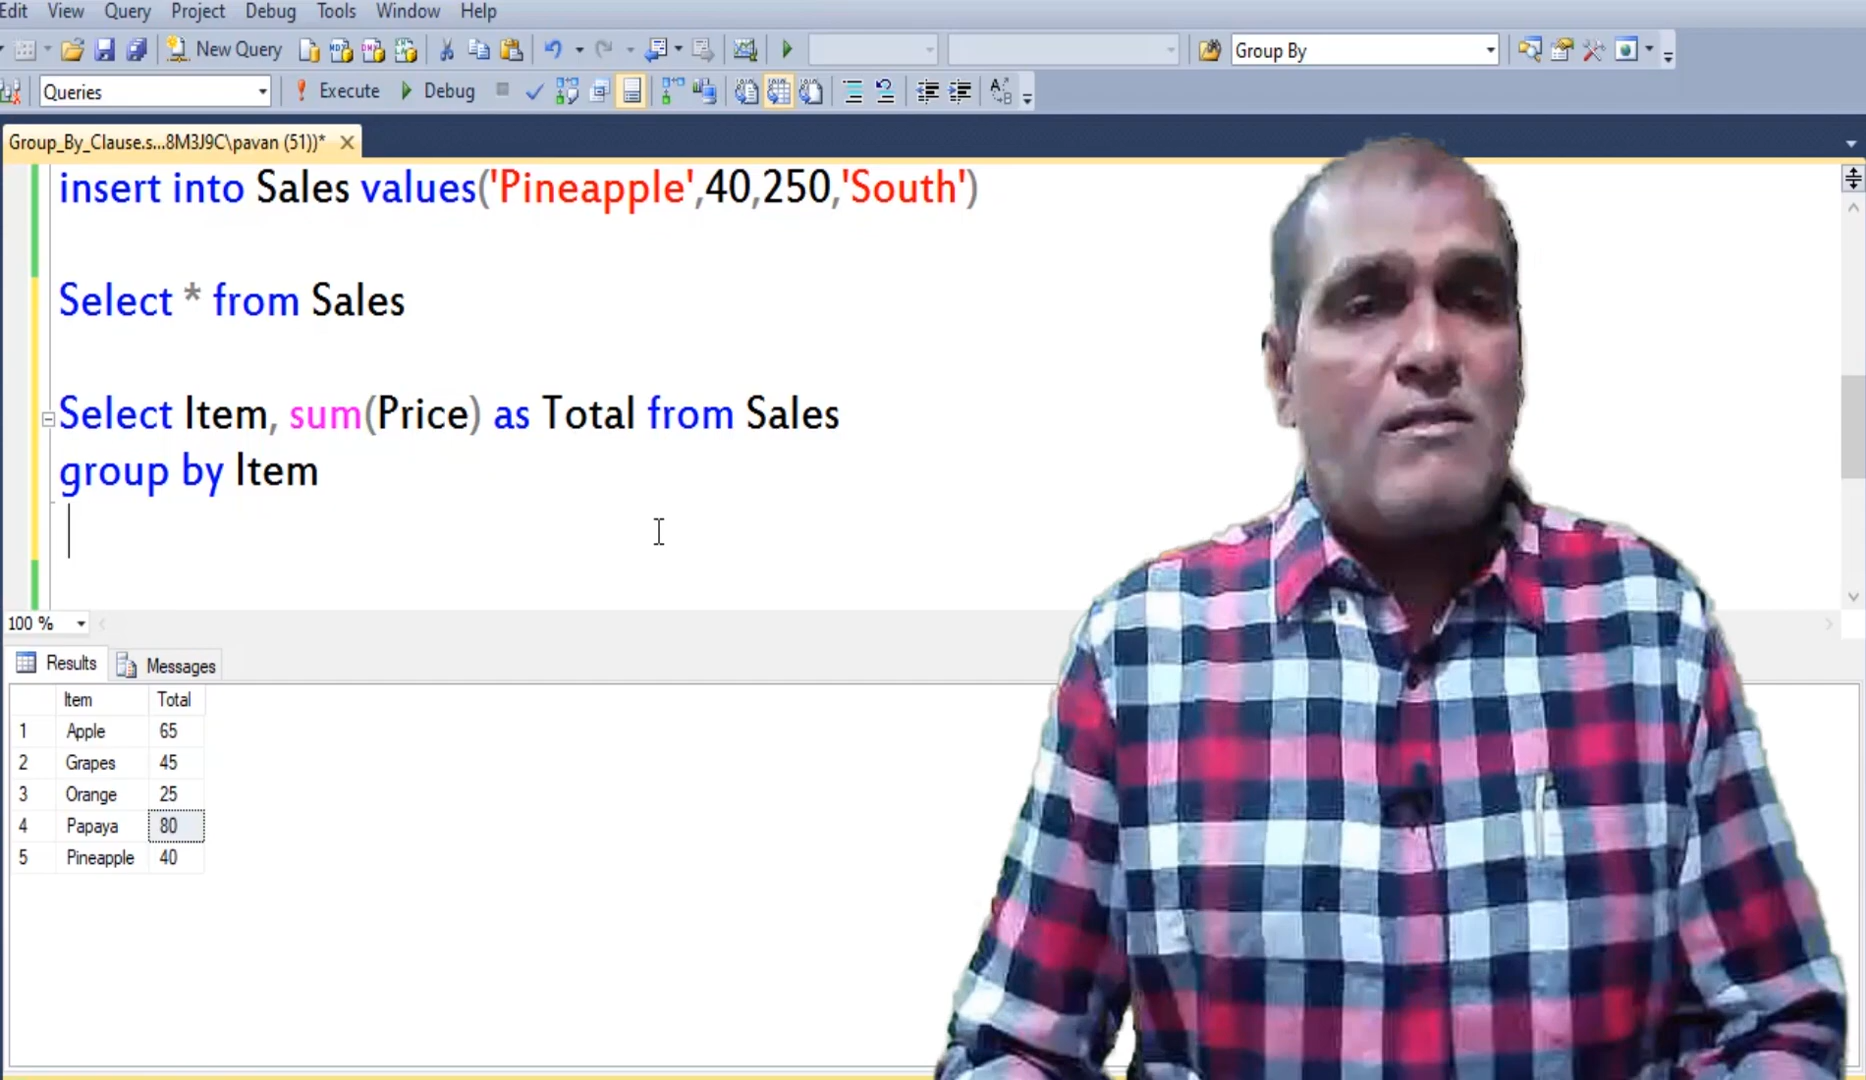 Edit View Query Project Debug Tools Window Help
New Query Group By
Queries Execute Debug
Group_By_Clause.s...8M3J9C\pavan (51))*
insert into Sales values('Pineapple',40,250,'South')
Select * from Sales
Select Item, sum(Price) as Total from Sales
group by Item
100 %
Results Messages
Item Total
1 Apple 65
2 Grapes 45
3 Orange 25
4 Papaya 80
5 Pineapple 40